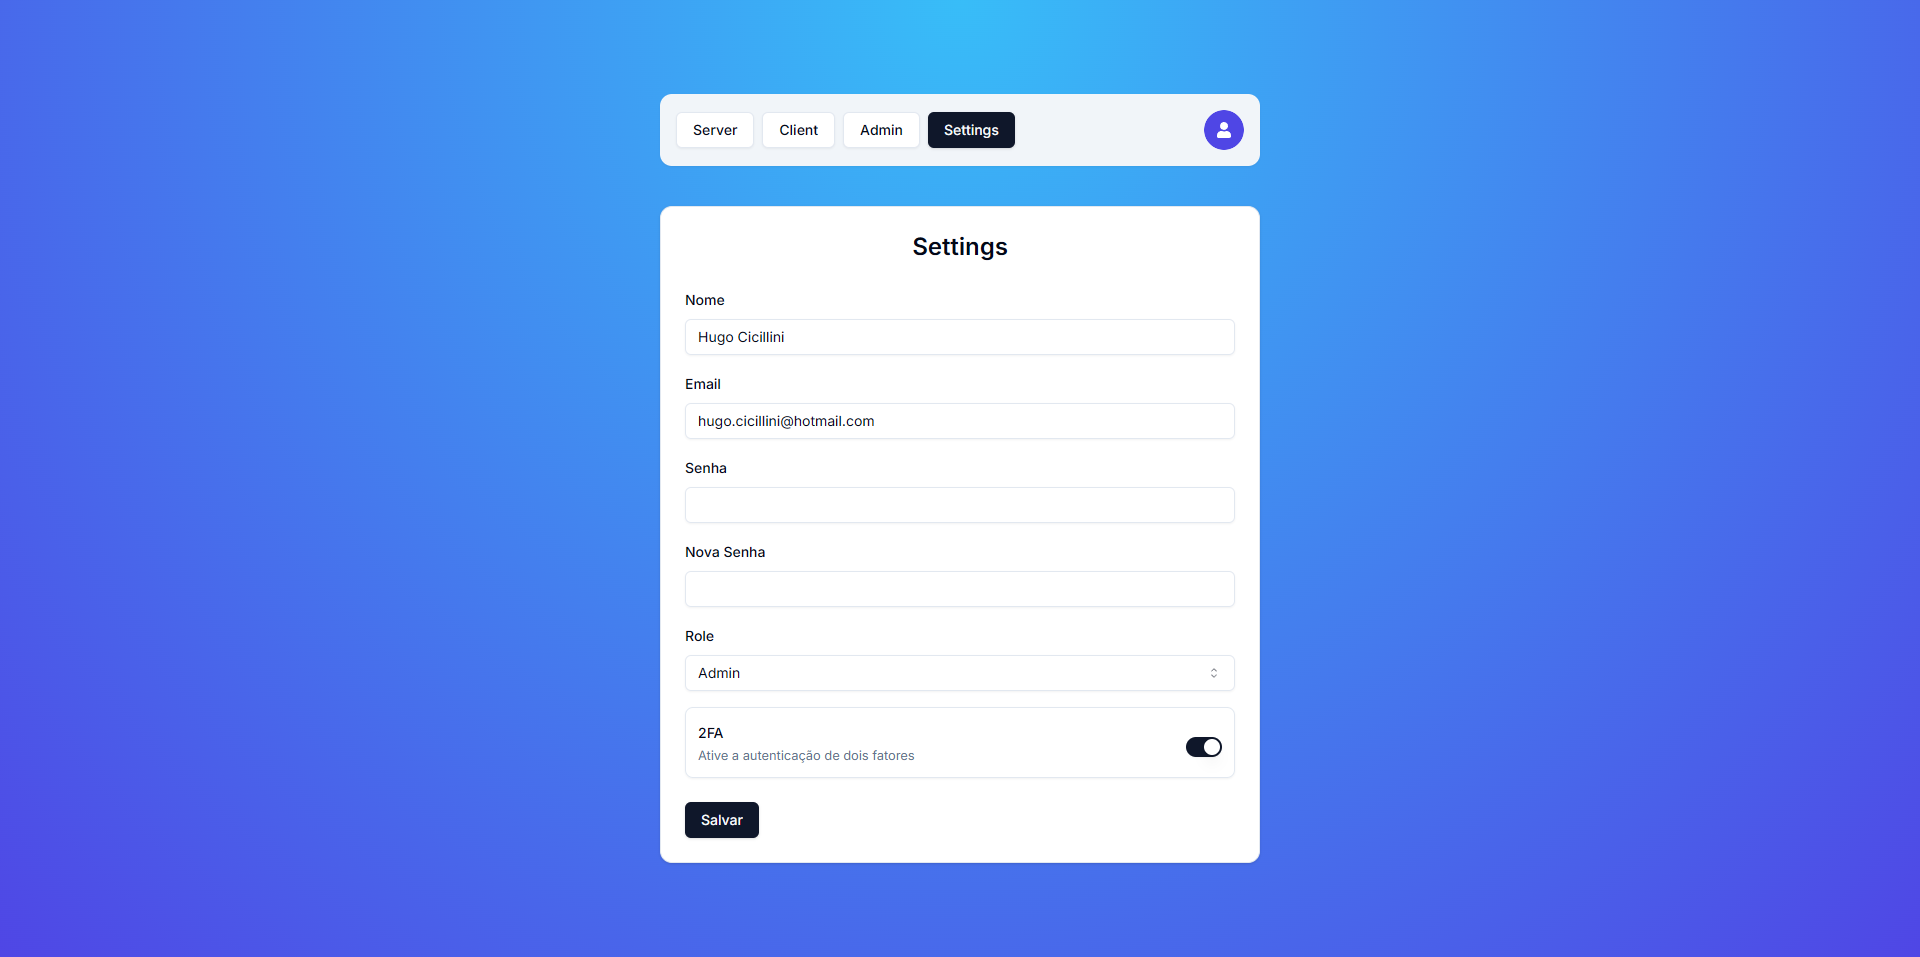 Server Client Admin Settings
Settings
Nome
Hugo Cicillini
Email
hugo.cicillini@hotmail.com
Senha
Nova Senha
Role
Admin
2FA
Ative a autenticação de dois fatores
Salvar